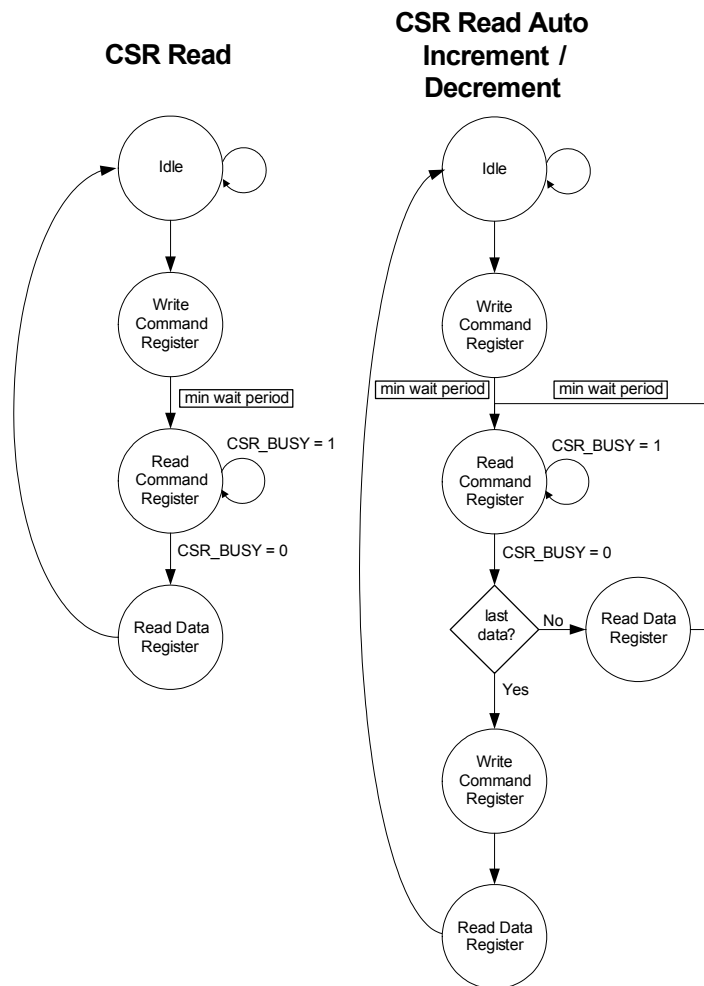 CSR Read
Idle
Write
Command
Register
min wait period
Read
Command
Register
CSR_BUSY = 1
CSR_BUSY = 0
Read Data
Register
CSR Read Auto
Increment /
Decrement
Idle
Write
Command
Register
min wait period
min wait period
Read
Command
Register
CSR_BUSY = 1
CSR_BUSY = 0
last
data?
No
Read Data
Register
Yes
Write
Command
Register
Read Data
Register